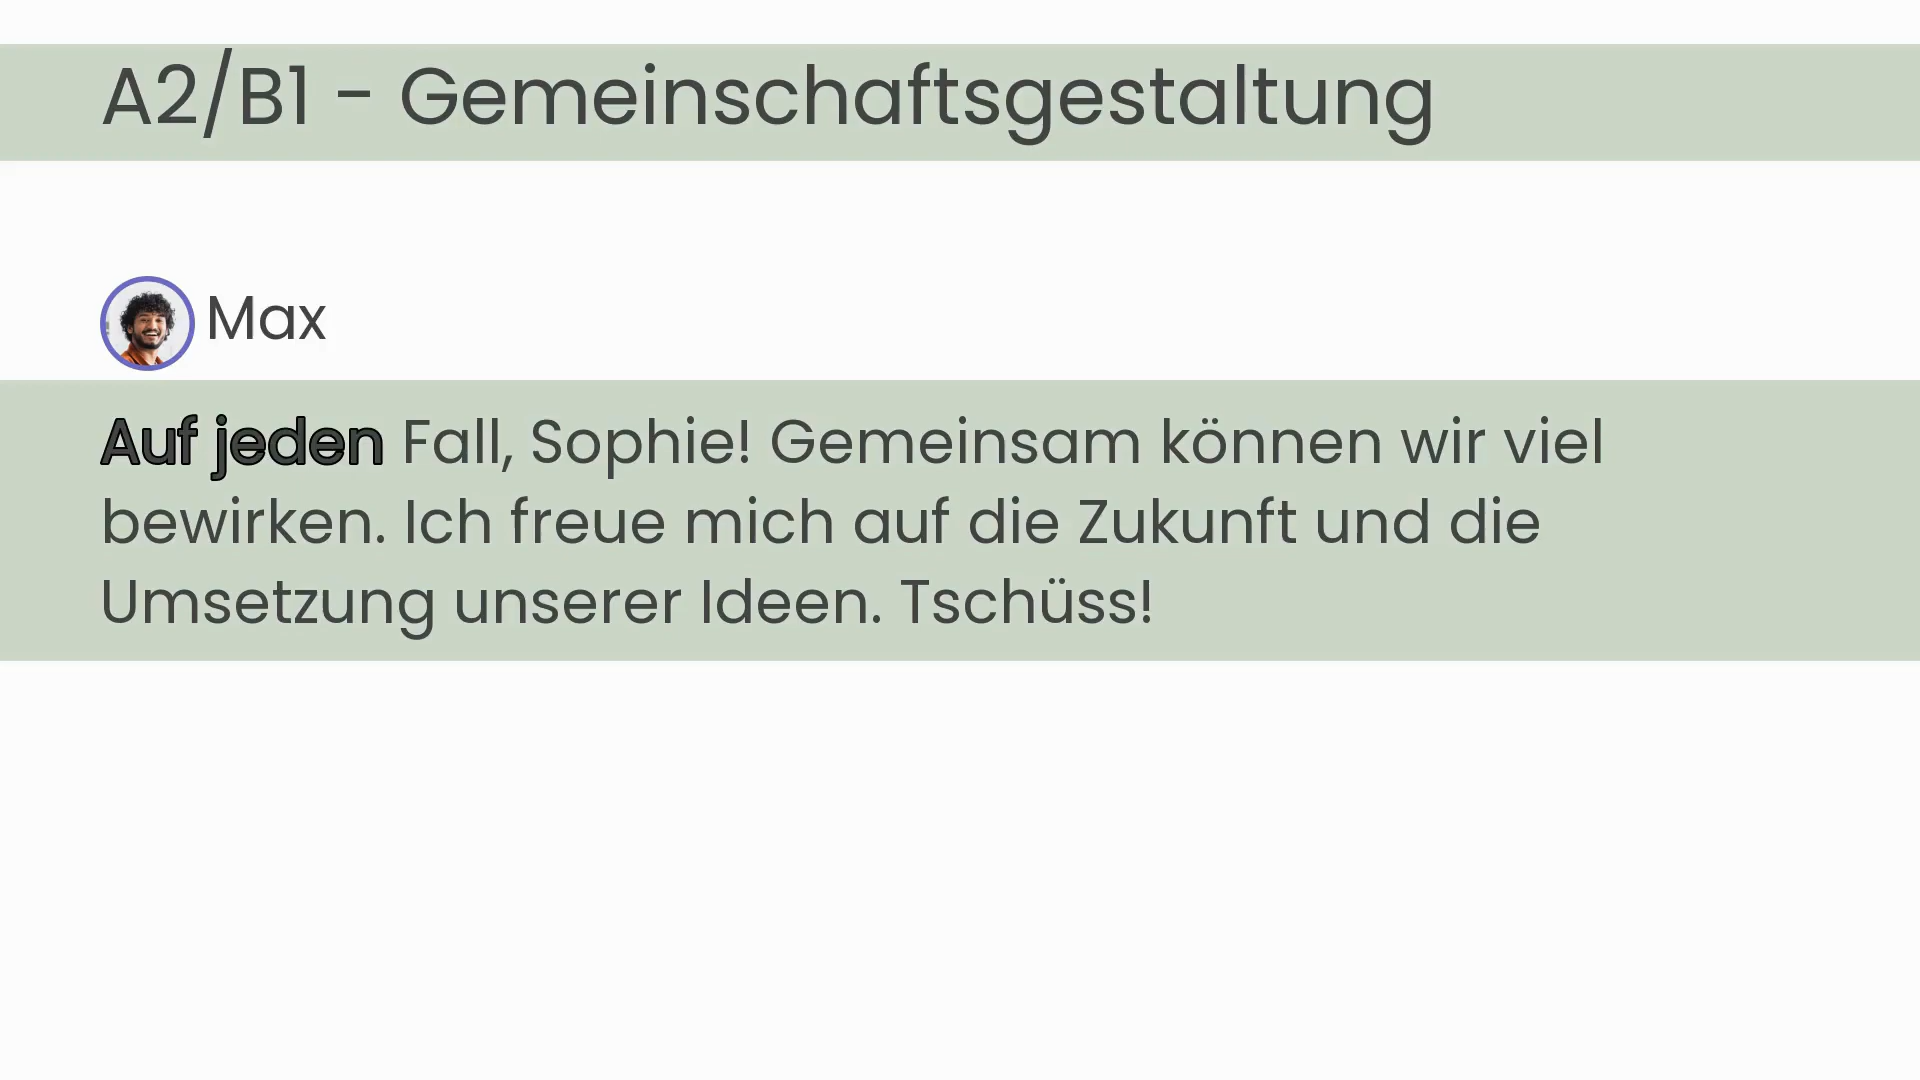 A2/B1 - Gemeinschaftsgestaltung
Max
Auf jeden Fall, Sophie! Gemeinsam können wir viel
bewirken. Ich freue mich auf die Zukunft und die
Umsetzung unserer Ideen. Tschüss!